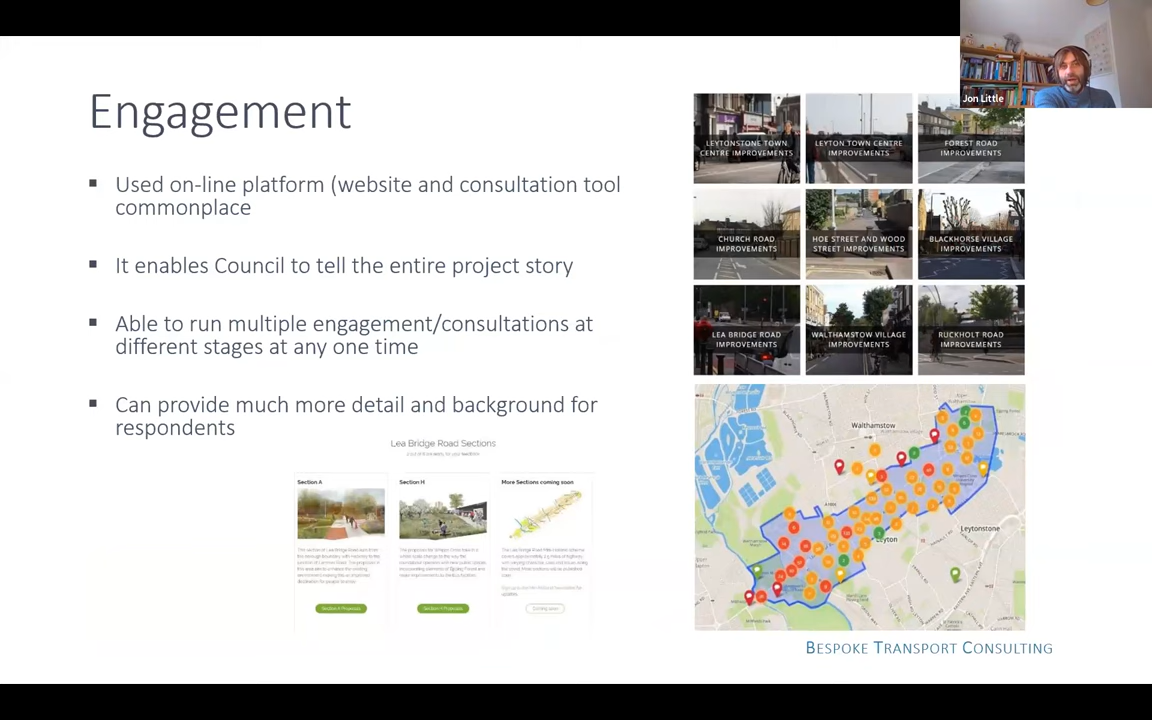 Jon Little
Engagement
Used on-line platform (website and consultation tool
commonplace
It enables Council to tell the entire project story
Able to run multiple engagement/consultations at
different stages at any one time
Can provide much more detail and background for
respondents
LEYTONSTONE TOWN
CENTRE IMPROVEMENTS
LEYTON TOWN CENTRE
IMPROVEMENTS
FOREST ROAD
IMPROVEMENTS
CHURCH ROAD
IMPROVEMENTS
HOE STREET AND WOOD
STREET IMPROVEMENTS
BLACKHORSE VILLAGE
IMPROVEMENTS
LEA BRIDGE ROAD
IMPROVEMENTS
WALTHAMSTOW VILLAGE
IMPROVEMENTS
RUCKHOLT ROAD
IMPROVEMENTS
Lea Bridge Road Sections
Section A
Section H
More Sections coming soon
Section H Proposals
Coming soon
Walthamstow
Leyton
Leytonstone
BESPOKE TRANSPORT CONSULTING